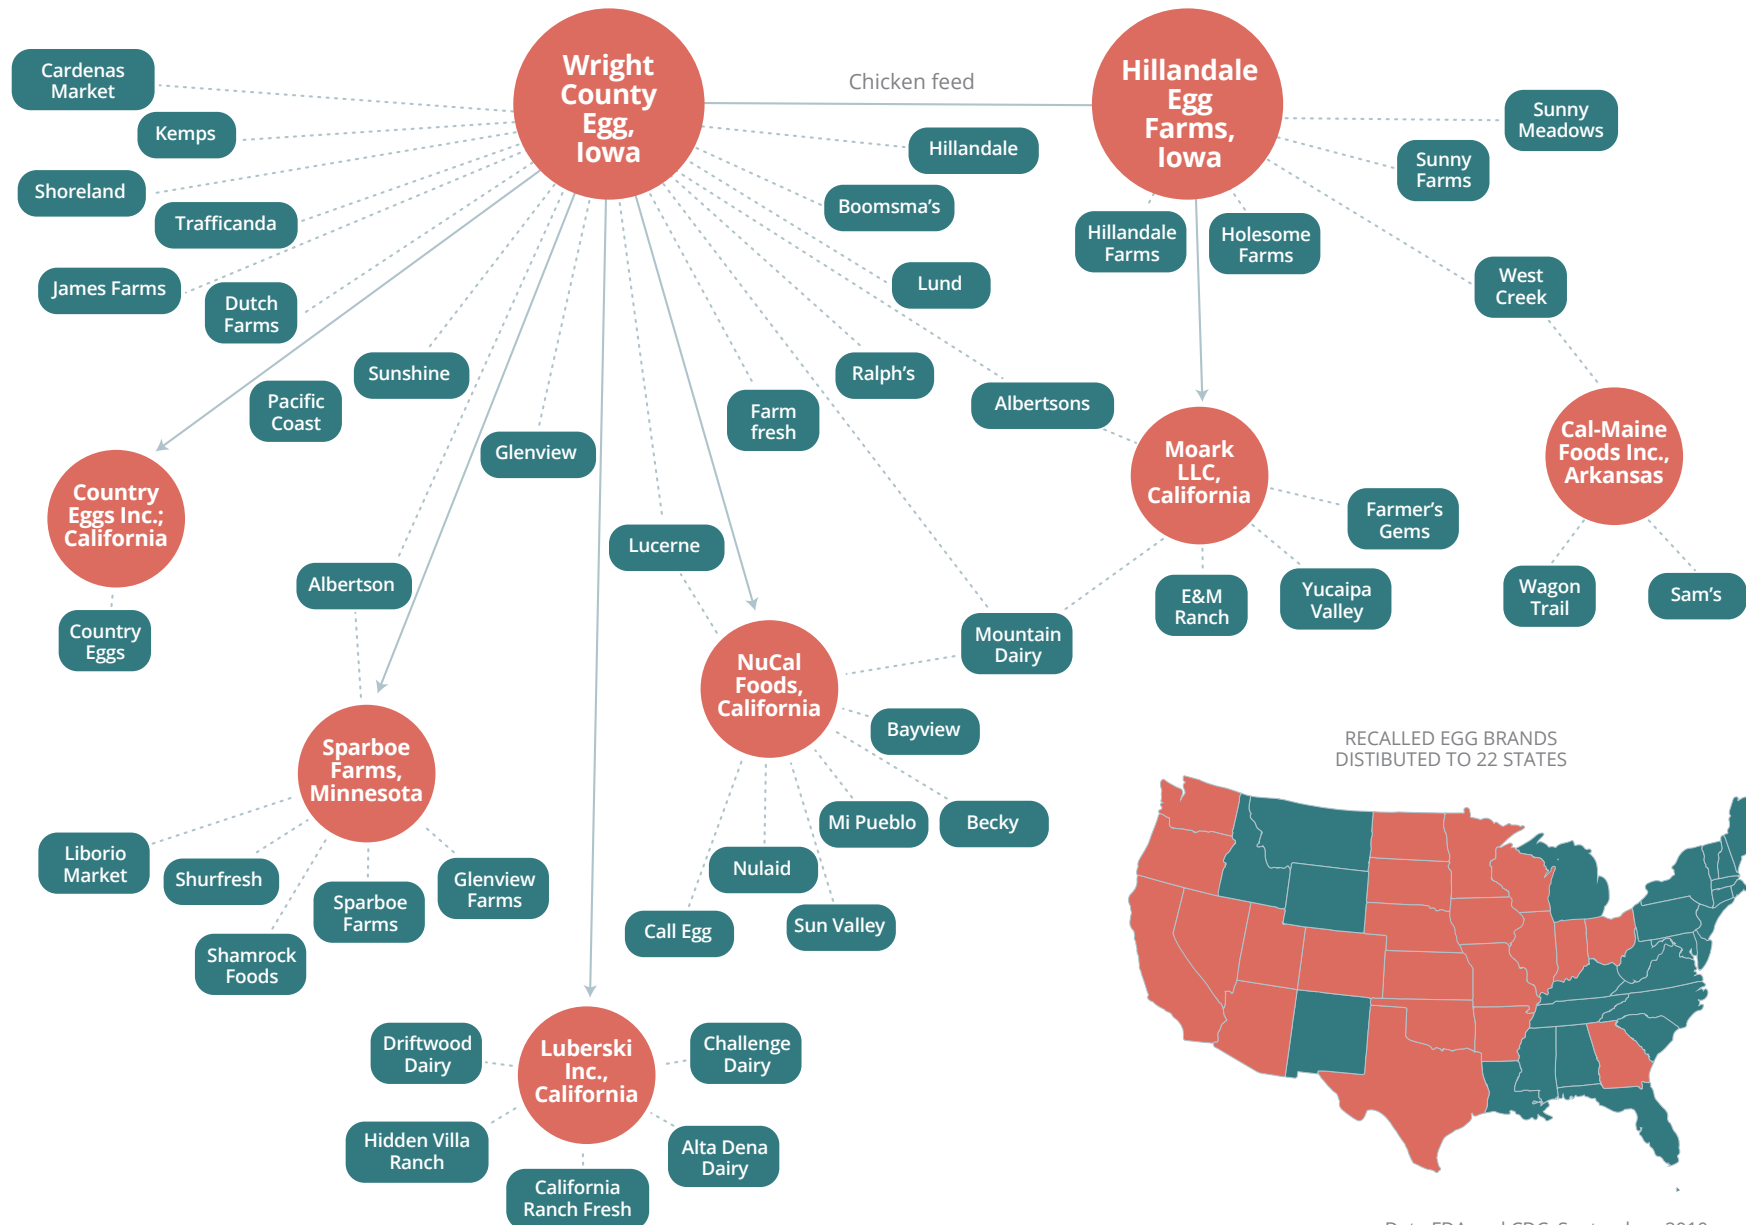 Cardenas
Market
Kemps
Shoreland
Trafficanda
James Farms
Dutch
Farms
Wright
County
Egg,
Iowa
Chicken feed
Hillandale
Egg
Farms,
Iowa
Hillandale
Boomsma's
Lund
Sunny
Meadows
Sunny
Farms
Hillandale
Farms
Holesome
Farms
West
Creek
Sunshine
Pacific
Coast
Glenview
Farm
fresh
Ralph's
Albertsons
Country
Eggs Inc.;
California
Country
Eggs
Albertson
Lucerne
Moark
LLC,
California
Farmer's
Gems
E&M
Ranch
Yucaipa
Valley
Cal-Maine
Foods Inc.,
Arkansas
Wagon
Trail
Sam's
Mountain
Dairy
NuCal
Foods,
California
Bayview
Becky
Mi Pueblo
Nulaid
Sun Valley
Call Egg
Sparboe
Farms,
Minnesota
Liborio
Market
Shurfresh
Shamrock
Foods
Sparboe
Farms
Glenview
Farms
Luberski
Inc.,
California
Driftwood
Dairy
Challenge
Dairy
Hidden Villa
Ranch
California
Ranch Fresh
Alta Dena
Dairy
RECALLED EGG BRANDS
DISTIBUTED TO 22 STATES